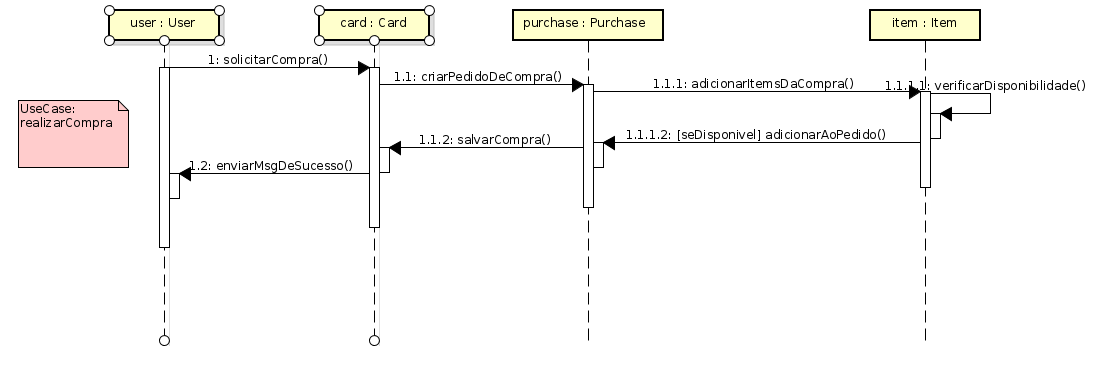 user : User
card : Card
purchase : Purchase
item : Item
1: solicitarCompra()
1.1: criarPedidoDeCompra()
1.1.1: adicionarItemsDaCompra()
1.1.1.1: verificarDisponibilidade()
UseCase:
realizarCompra
1.1.1.2: [seDisponivel] adicionarAoPedido()
1.1.2: salvarCompra()
1.2: enviarMsgDeSucesso()